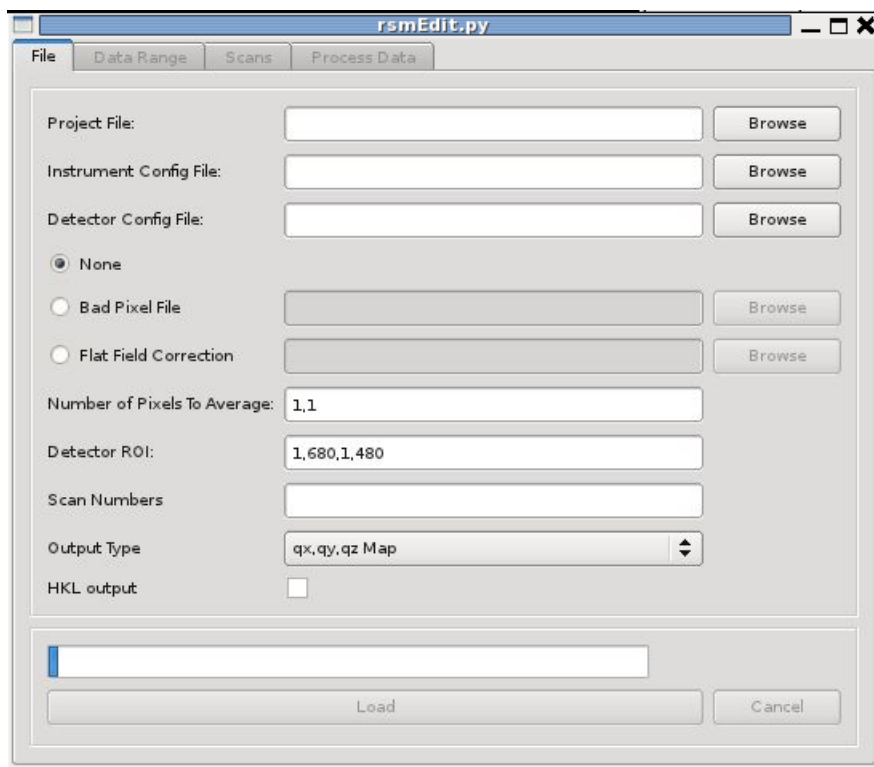 rsmEdit.py
File Data Range Scans Process Data
Project File: Browse
Instrument Config File: Browse
Detector Config File: Browse
None
Bad Pixel File Browse
Flat Field Correction Browse
Number of Pixels To Average: 1,1
Detector ROI: 1,680,1,480
Scan Numbers
Output Type qx,qy,qz Map
HKL output
Load Cancel